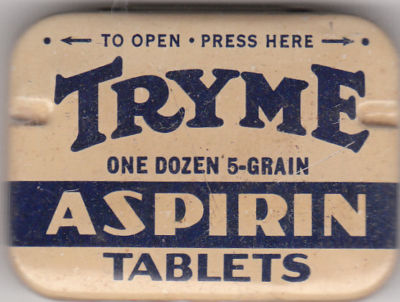 • ← TO OPEN • PRESS HERE → •
TRYME
ONE DOZEN 5-GRAIN
ASPIRIN
TABLETS